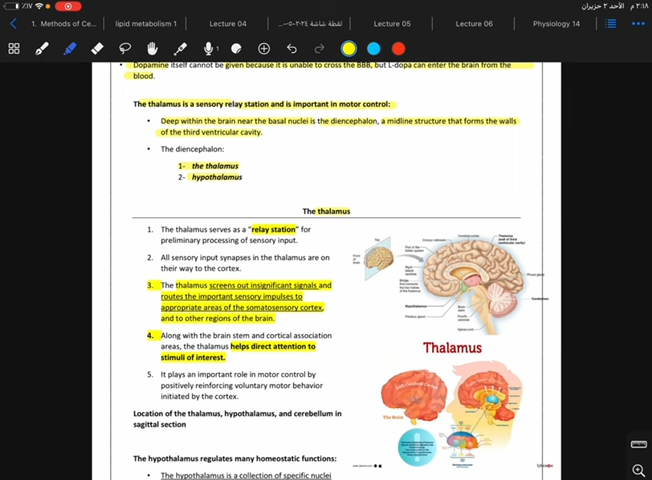 ٢:١٨ م الأحد ٢ حزيران
1. Methods of Ce...
lipid metabolism 1
Lecture 04
Lecture 05
Lecture 06
Physiology 14
Dopamine itself cannot be given because it is unable to cross the BBB, but L-dopa can enter the brain from the
blood.
The thalamus is a sensory relay station and is important in motor control:
• Deep within the brain near the basal nuclei is the diencephalon, a midline structure that forms the walls
of the third ventricular cavity.
• The diencephalon:
1- the thalamus
2- hypothalamus
The thalamus
1. The thalamus serves as a "relay station" for
preliminary processing of sensory input.
2. All sensory input synapses in the thalamus are on
their way to the cortex.
3. The thalamus screens out insignificant signals and
routes the important sensory impulses to
appropriate areas of the somatosensory cortex,
and to other regions of the brain.
4. Along with the brain stem and cortical association
areas, the thalamus helps direct attention to
stimuli of interest.
5. It plays an important role in motor control by
positively reinforcing voluntary motor behavior
initiated by the cortex.
Thalamus
The Brain
Location of the thalamus, hypothalamus, and cerebellum in
sagittal section
The hypothalamus regulates many homeostatic functions:
• The hypothalamus is a collection of specific nuclei